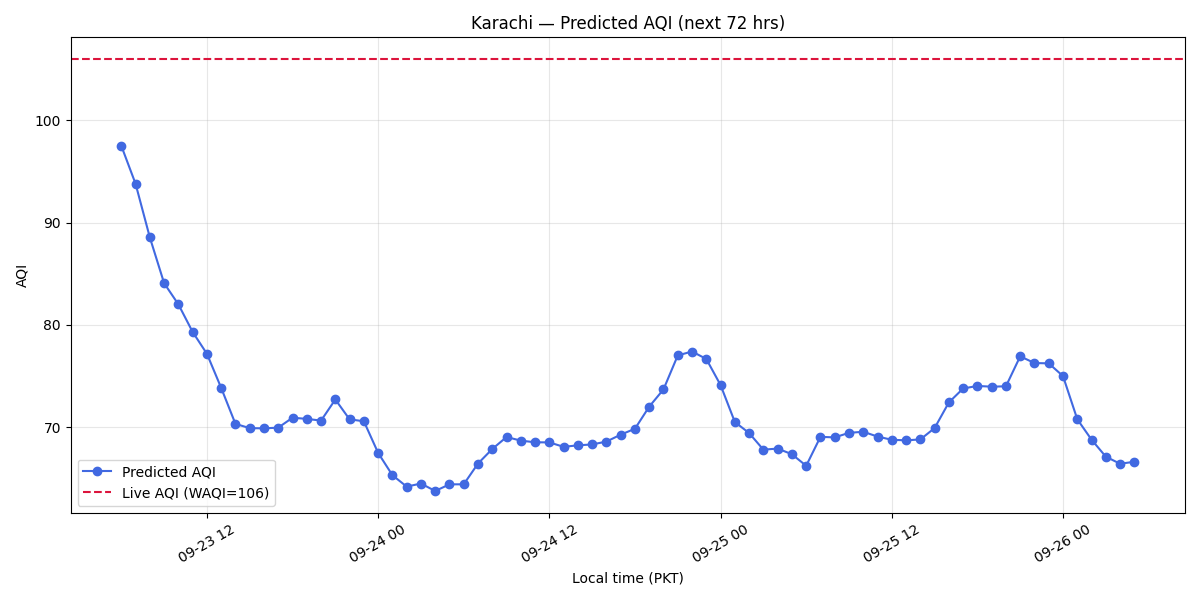 Karachi — Predicted AQI (next 72 hrs)
AQI
100
90
80
70
Predicted AQI
Live AQI (WAQI=106)
09-23 12
09-24 00
09-24 12
09-25 00
09-25 12
09-26 00
Local time (PKT)